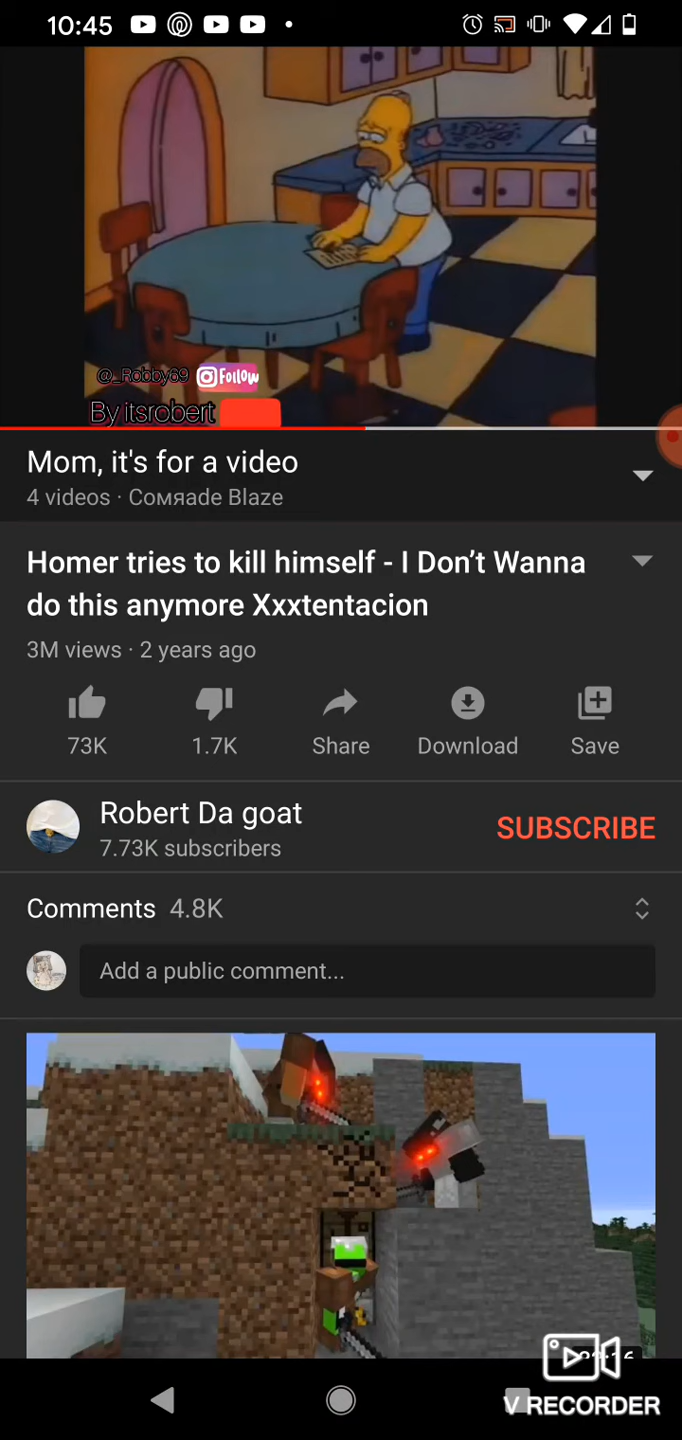 10:45
@_Robby69 Follow
By itsrobert
Mom, it's for a video
4 videos · Comяade Blaze
Homer tries to kill himself - I Don’t Wanna
do this anymore Xxxtentacion
3M views · 2 years ago
73K 1.7K Share Download Save
Robert Da goat
7.73K subscribers
SUBSCRIBE
Comments 4.8K
Add a public comment...
V RECORDER